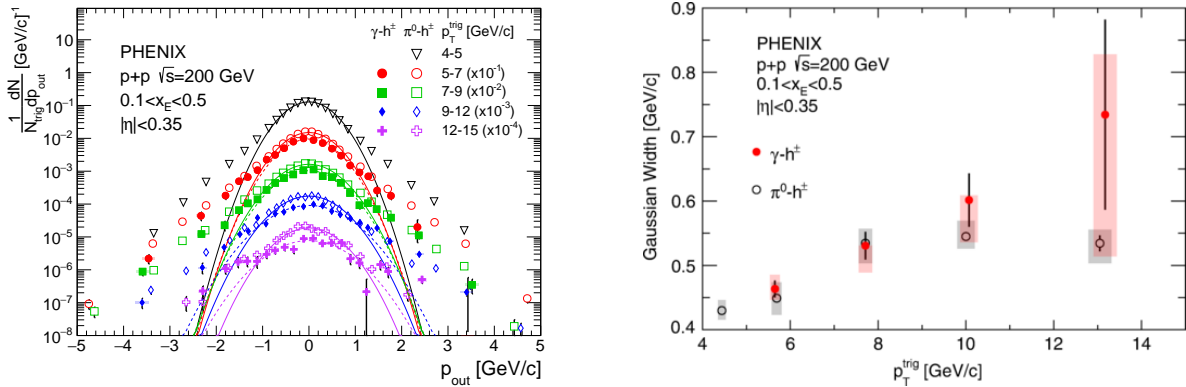 γ-h± π⁰-h± p_T^trig [GeV/c]
PHENIX
4-5
p+p √s=200 GeV
5-7 (x10⁻¹)
0.1<x_E<0.5
7-9 (x10⁻²)
|η|<0.35
9-12 (x10⁻³)
12-15 (x10⁻⁴)
1/N_trig dN/dp_out [GeV/c]⁻¹
10
1
10⁻¹
10⁻²
10⁻³
10⁻⁴
10⁻⁵
10⁻⁶
10⁻⁷
10⁻⁸
−5 −4 −3 −2 −1 0 1 2 3 4 5
p_out [GeV/c]
0.9
0.8
0.7
0.6
0.5
0.4
Gaussian Width [GeV/c]
PHENIX
p+p √s=200 GeV
0.1<x_E<0.5
|η|<0.35
γ-h±
π⁰-h±
4 6 8 10 12 14
p_T^trig [GeV/c]